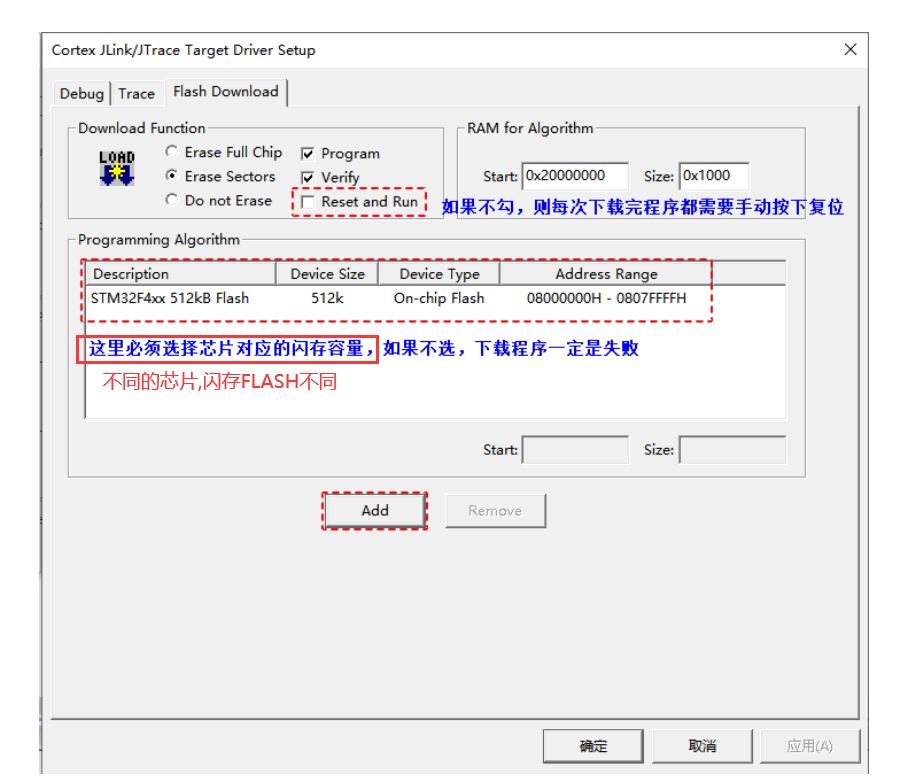 Cortex JLink/JTrace Target Driver Setup
Debug Trace Flash Download
Download Function
LOAD
Erase Full Chip
Program
Erase Sectors
Verify
Do not Erase
Reset and Run
RAM for Algorithm
Start: 0x20000000 Size: 0x1000
如果不勾，则每次下载完程序都需要手动按下复位
Programming Algorithm
Description Device Size Device Type Address Range
STM32F4xx 512kB Flash 512k On-chip Flash 08000000H - 0807FFFFH
这里必须选择芯片对应的闪存容量，如果不选，下载程序一定是失败
不同的芯片,闪存FLASH不同
Start: Size:
Add Remove
确定 取消 应用(A)